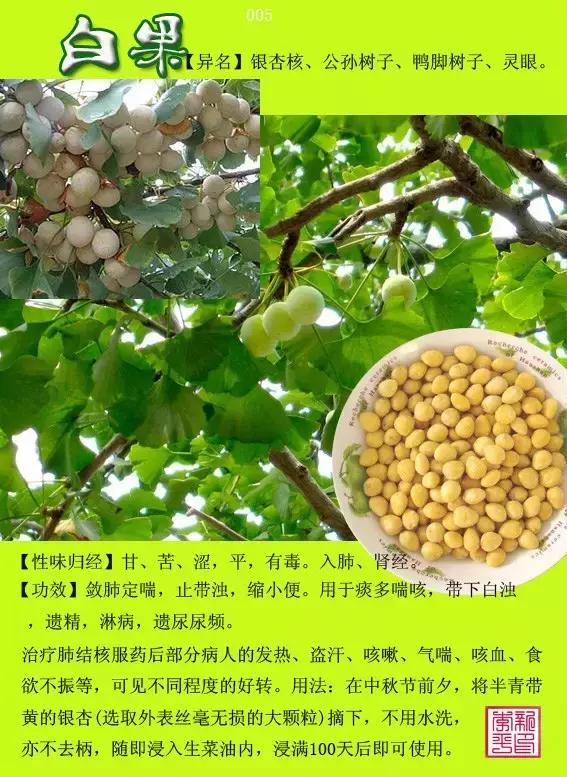 005
白果
【异名】银杏核、公孙树子、鸭脚树子、灵眼。
【性味归经】甘、苦、涩，平，有毒。入肺、肾经。
【功效】敛肺定喘，止带浊，缩小便。用于痰多喘咳，带下白浊
，遗精，淋病，遗尿尿频。
治疗肺结核服药后部分病人的发热、盗汗、咳嗽、气喘、咳血、食
欲不振等，可见不同程度的好转。用法：在中秋节前夕，将半青带
黄的银杏(选取外表丝毫无损的大颗粒)摘下，不用水洗，
亦不去柄，随即浸入生菜油内，浸满100天后即可使用。